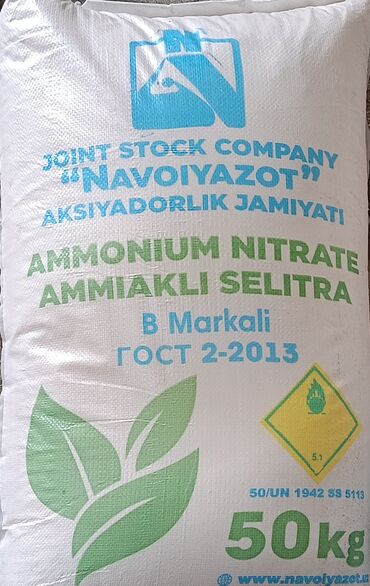 N
JOINT STOCK COMPANY
“NAVOIYAZOT”
AKSIYADORLIK JAMIYATI
AMMONIUM NITRATE
AMMIAKLI SELITRA
B Markali
ГОСТ 2-2013
5.1
50/UN 1942 SS 5113
50kg
www.navoiyazot.uz